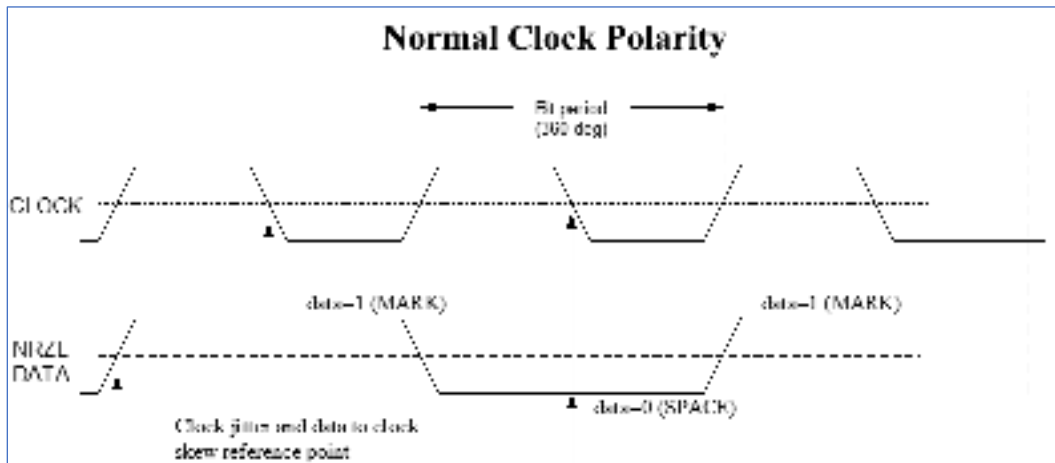 Normal Clock Polarity
Bit period
(360 deg)
CLOCK
data=1 (MARK)
data=1 (MARK)
NRZL
DATA
data=0 (SPACE)
Clock jitter and data to clock
skew reference point